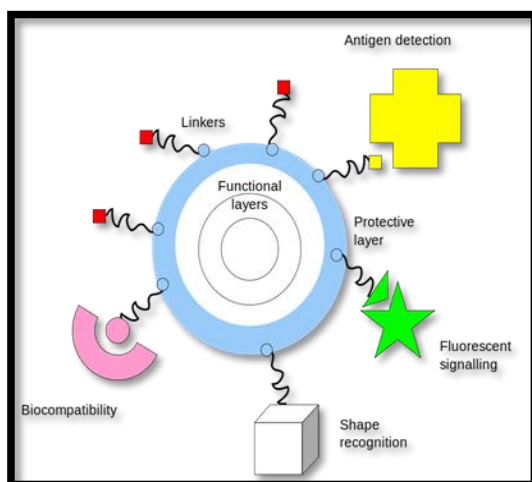 Antigen detection
Linkers
Functional
layers
Protective
layer
Fluorescent
signalling
Biocompatibility
Shape
recognition